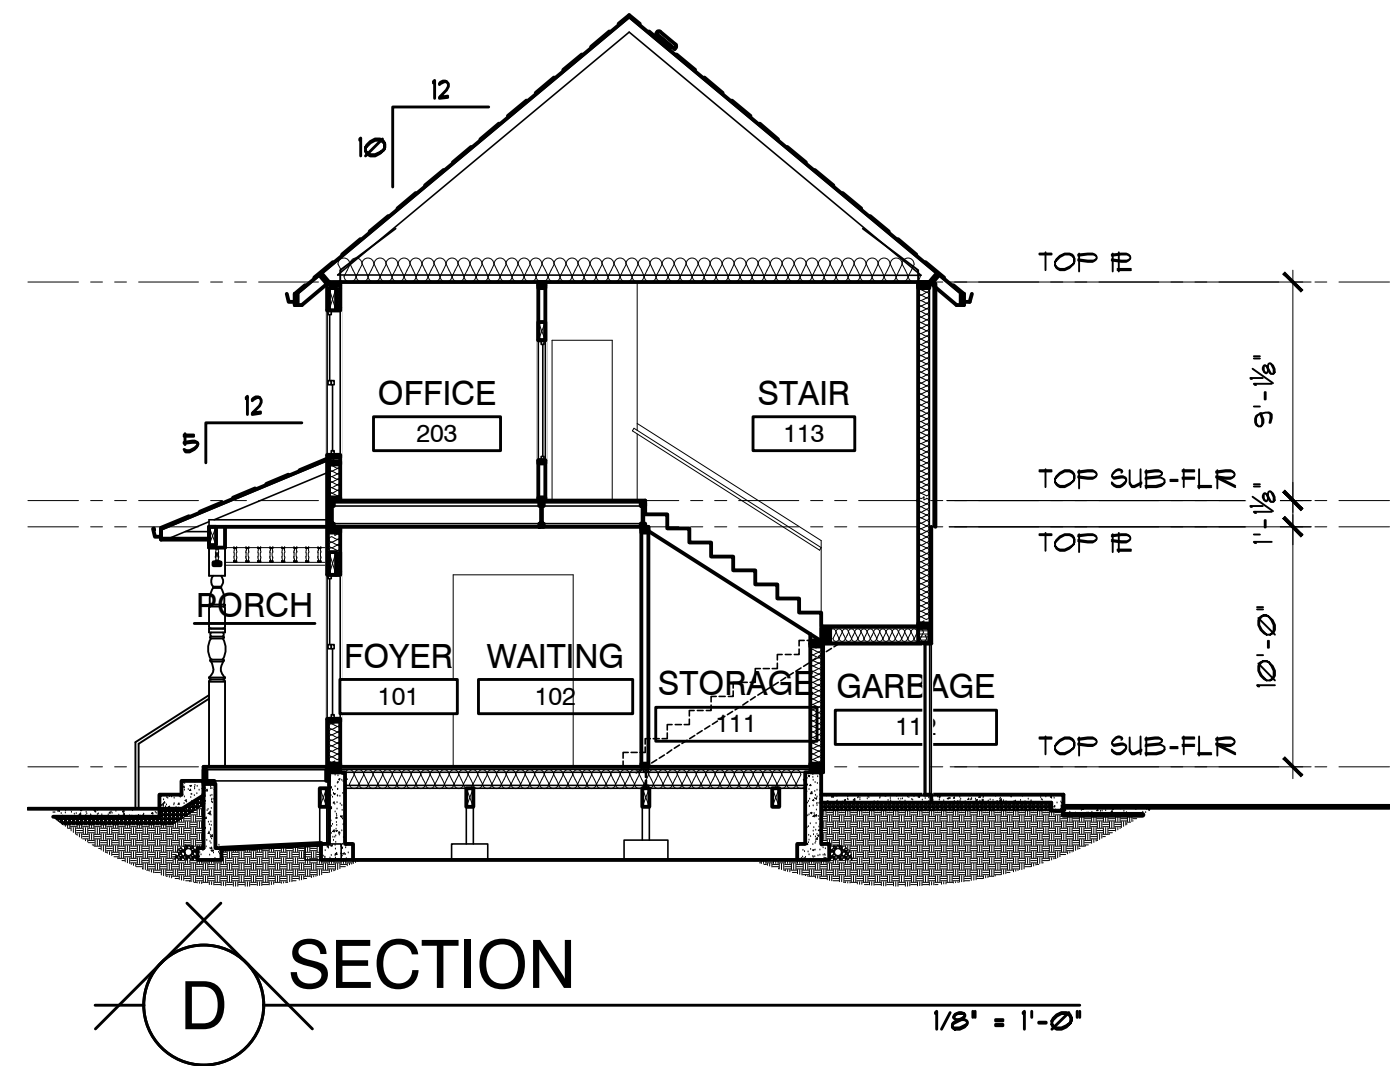 12
10
TOP PL
9'-1⅛"
OFFICE
203
STAIR
113
12
5
TOP SUB-FLR
1'-1⅛"
TOP PL
PORCH
FOYER
101
WAITING
102
STORAGE
111
GARBAGE
112
10'-0"
TOP SUB-FLR
D
SECTION
1/8" = 1'-0"